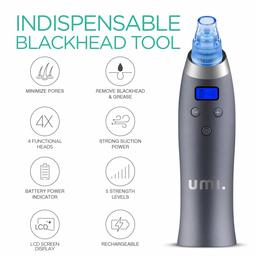 INDISPENSABLE
BLACKHEAD TOOL
MINIMIZE PORES
REMOVE BLACKHEAD
& GREASE
4X
4 FUNCTIONAL
HEADS
STRONG SUCTION
POWER
BATTERY POWER
INDICATOR
5 STRENGTH
LEVELS
LCD
LCD SCREEN
DISPLAY
RECHARGEABLE
umi.